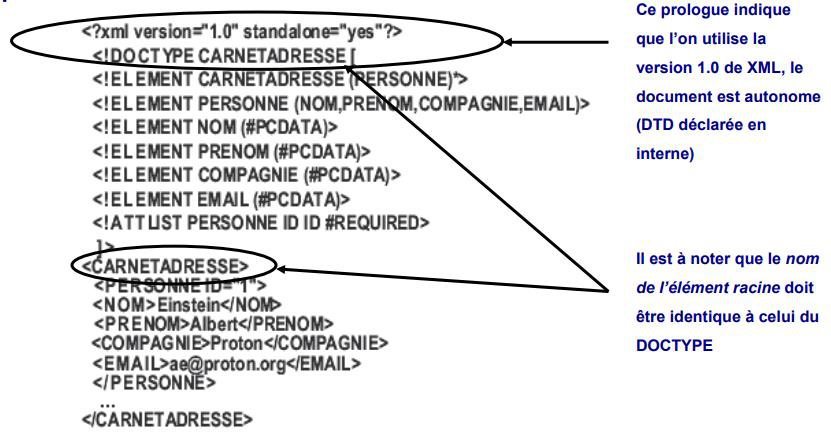 <?xml version="1.0" standalone="yes"?>
<!DOCTYPE CARNETADRESSE [
<!ELEMENT CARNETADRESSE (PERSONNE)*>
<!ELEMENT PERSONNE (NOM,PRENOM,COMPAGNIE,EMAIL)>
<!ELEMENT NOM (#PCDATA)>
<!ELEMENT PRENOM (#PCDATA)>
<!ELEMENT COMPAGNIE (#PCDATA)>
<!ELEMENT EMAIL (#PCDATA)>
<!ATTLIST PERSONNE ID ID #REQUIRED>
]>
<CARNETADRESSE>
<PERSONNE ID="1">
<NOM>Einstein</NOM>
<PRENOM>Albert</PRENOM>
<COMPAGNIE>Proton</COMPAGNIE>
<EMAIL>ae@proton.org</EMAIL>
</PERSONNE>
...
</CARNETADRESSE>
Ce prologue indique
que l'on utilise la
version 1.0 de XML, le
document est autonome
(DTD déclarée en
interne)
Il est à noter que le nom
de l'élément racine doit
être identique à celui du
DOCTYPE